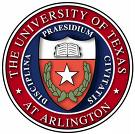 THE UNIVERSITY OF TEXAS
AT ARLINGTON
DISCIPLINA
PRAESIDIUM
CIVITATIS